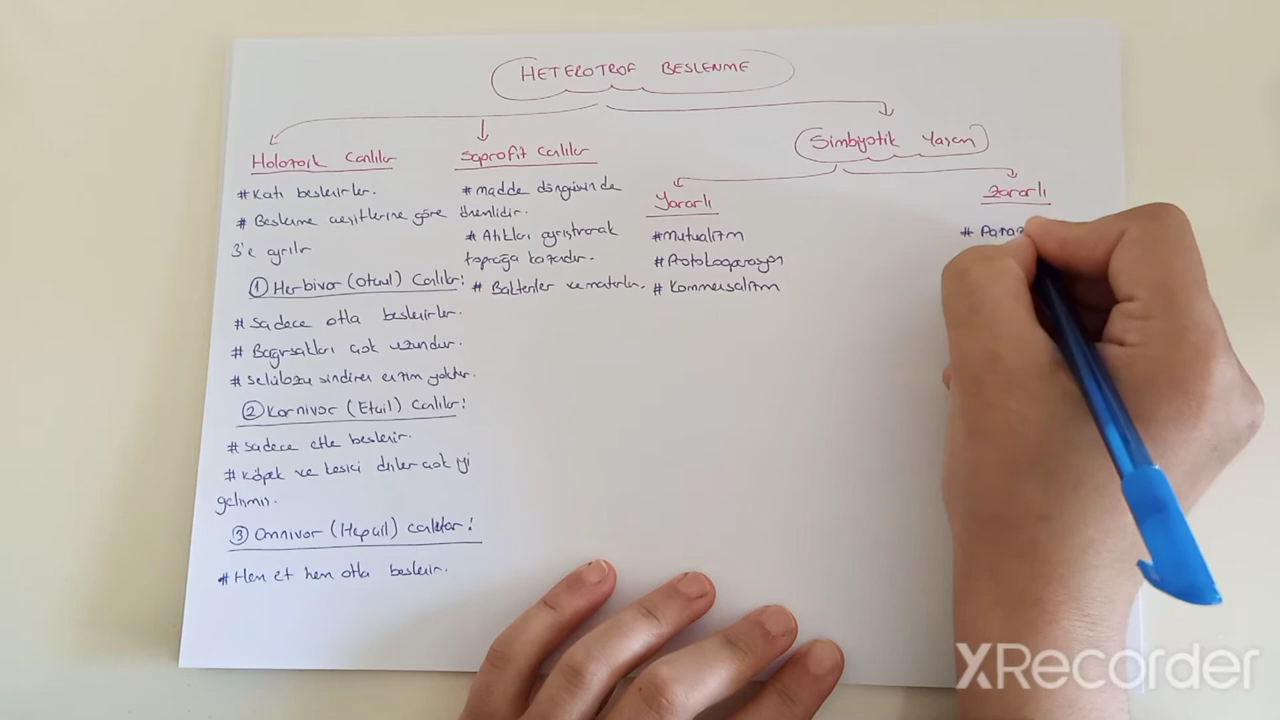 HETEROTROF BESLENME
Holozoik Canlılar
# Katı beslenirler.
# Beslenme çeşitlerine göre
3'e ayrılır
① Herbivor (Otçul) Canlılar:
# Sadece otla beslenirler.
# Bağırsakları çok uzundur.
# Selülozu sindiren enzim yoktur.
② Karnivor (Etçil) Canlılar:
# Sadece etle beslenir.
# Köpek ve kesici dişler çok iyi
gelişmiş.
③ Omnivor (Hepçil) canlılar:
# Hem et hem otla beslenir.
Saprofit Canlılar
# Madde döngüsünde
önemlidir.
# Atıkları ayrıştırarak
toprağa kazandır.
# Bakteriler ve mantarlar.
Simbiyotik Yaşam
Yararlı
# Mutualizm
# Protokooperasyon
# Kommensalizm
Zararlı
# Paraz
XRecorder